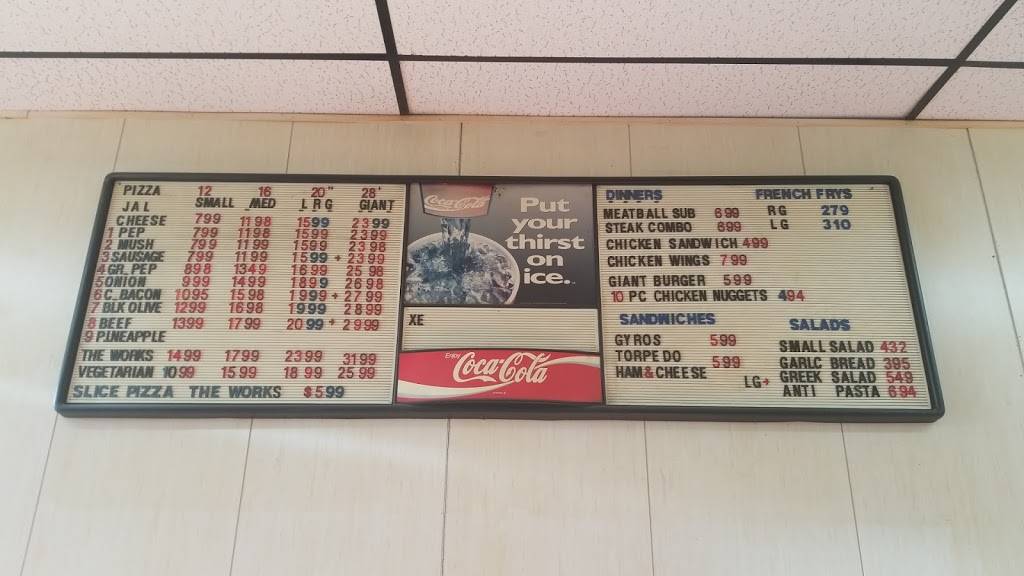 PIZZA 12 16 20" 28'
JAL SMALL MED LRG GIANT
CHEESE 799 1198 1599 2399
1 PEP 799 1198 1599 2399
2 MUSH 799 1199 1599 2398
3 SAUSAGE 799 1199 1599 + 2399
4 GR. PEP 898 1349 1699 2598
5 ONION 999 1499 1899 2698
6 C. BACON 1095 1598 1999 + 2799
7 BLK OLIVE 1299 1698 1999 2899
8 BEEF 1399 1799 2099 + 2999
9 P.INEAPPLE
THE WORKS 1499 1799 2399 3199
VEGETARIAN 1099 1599 1899 2599
SLICE PIZZA THE WORKS $599
Coca-Cola
Put
your
thirst
on
ice.
XE
Enjoy
Coca-Cola
DINNERS FRENCH FRYS
MEATBALL SUB 699 RG 279
STEAK COMBO 699 LG 310
CHICKEN SANDWICH 499
CHICKEN WINGS 799
GIANT BURGER 599
10 PC CHICKEN NUGGETS 494
SANDWICHES SALADS
GYROS 599 SMALL SALAD 432
TORPEDO 599 GARLC BREAD 395
HAM&CHEESE LG+ GREEK SALAD 549
ANTI PASTA 694